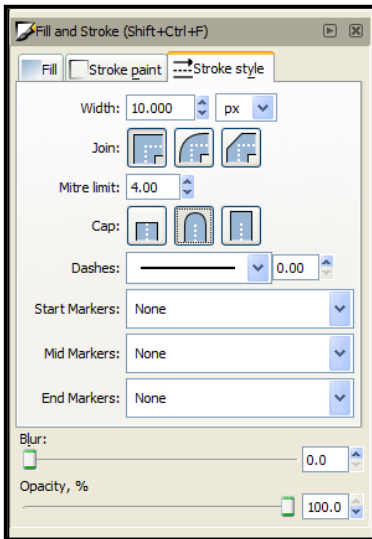 Fill and Stroke (Shift+Ctrl+F)
Fill Stroke paint Stroke style
Width: 10.000 px
Join:
Mitre limit: 4.00
Cap:
Dashes: 0.00
Start Markers: None
Mid Markers: None
End Markers: None
Blur:
0.0
Opacity, %
100.0